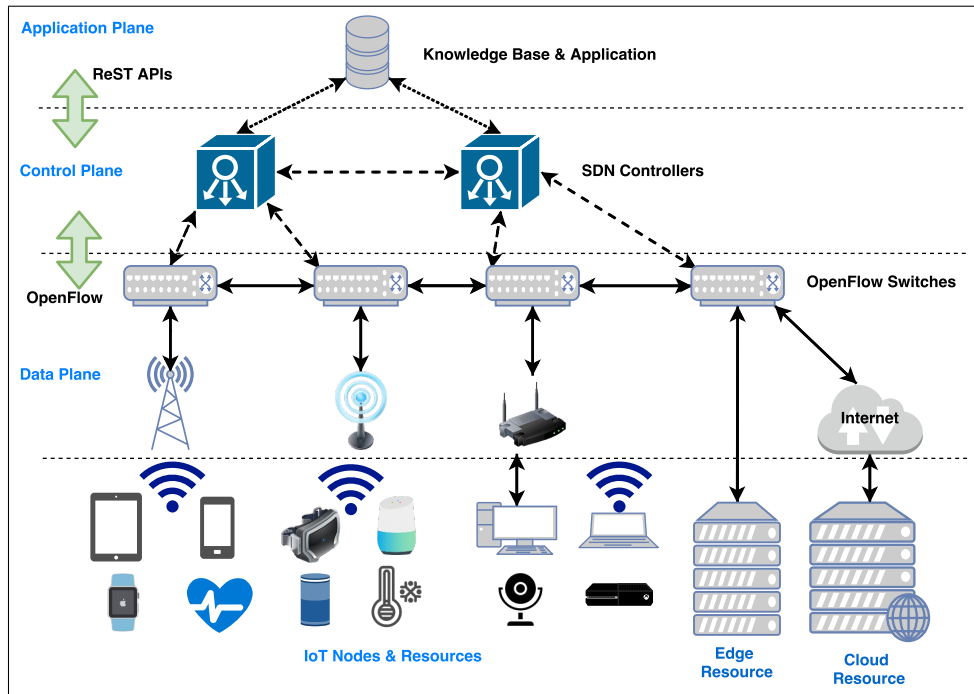 Application Plane
Knowledge Base & Application
ReST APIs
Control Plane
SDN Controllers
OpenFlow
OpenFlow Switches
Data Plane
Internet
IoT Nodes & Resources
Edge
Resource
Cloud
Resource